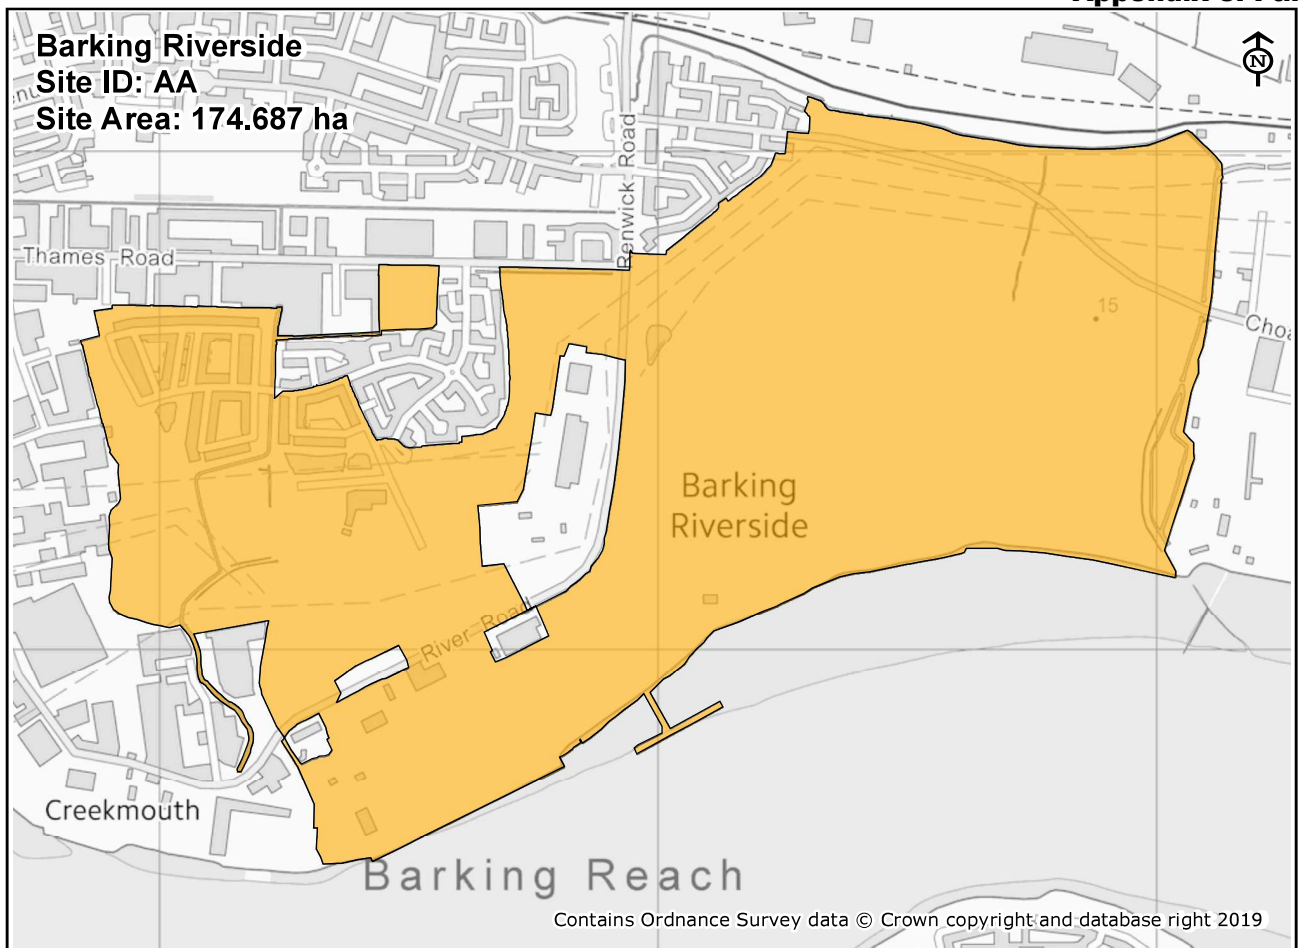 Barking Riverside
Site ID: AA
Site Area: 174.687 ha
N
Renwick Road
Thames Road
15
Barking
Riverside
River Road
Creekmouth
Barking Reach
Contains Ordnance Survey data © Crown copyright and database right 2019